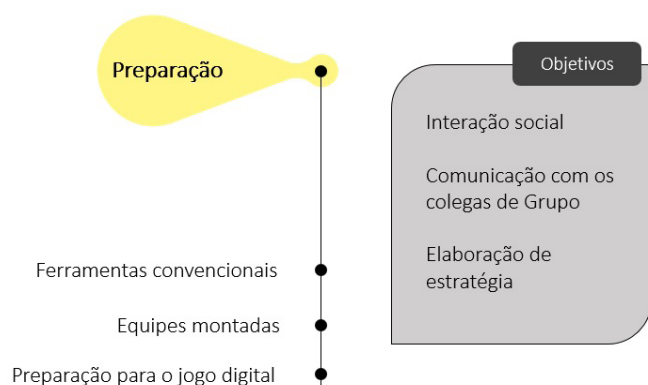 Preparação
Objetivos
Interação social
Comunicação com os
colegas de Grupo
Elaboração de
estratégia
Ferramentas convencionais
Equipes montadas
Preparação para o jogo digital